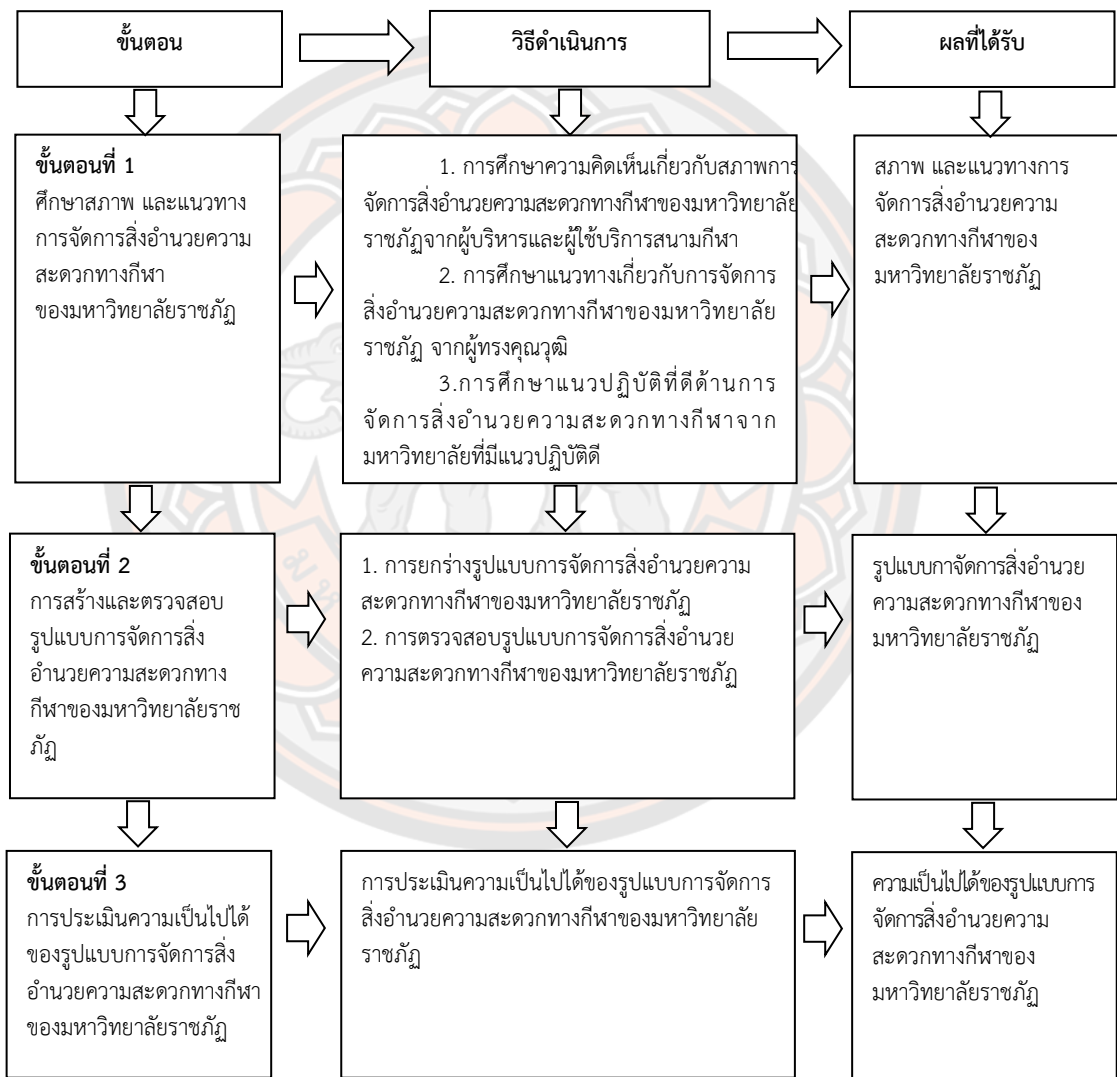 ขั้นตอน
วิธีดำเนินการ
ผลที่ได้รับ
ขั้นตอนที่ 1
ศึกษาสภาพ และแนวทาง
การจัดการสิ่งอำนวยความ
สะดวกทางกีฬา
ของมหาวิทยาลัยราชภัฏ
1. การศึกษาความคิดเห็นเกี่ยวกับสภาพการ
จัดการสิ่งอำนวยความสะดวกทางกีฬาของมหาวิทยาลัย
ราชภัฏจากผู้บริหารและผู้ใช้บริการสนามกีฬา
2. การศึกษาแนวทางเกี่ยวกับการจัดการ
สิ่งอำนวยความสะดวกทางกีฬาของมหาวิทยาลัย
ราชภัฏ จากผู้ทรงคุณวุฒิ
3.การศึกษาแนวปฏิบัติที่ดีด้านการ
จัดการสิ่งอำนวยความสะดวกทางกีฬาจาก
มหาวิทยาลัยที่มีแนวปฏิบัติดี
สภาพ และแนวทางการ
จัดการสิ่งอำนวยความ
สะดวกทางกีฬาของ
มหาวิทยาลัยราชภัฏ
ขั้นตอนที่ 2
การสร้างและตรวจสอบ
รูปแบบการจัดการสิ่ง
อำนวยความสะดวกทาง
กีฬาของมหาวิทยาลัยราช
ภัฏ
1. การยกร่างรูปแบบการจัดการสิ่งอำนวยความ
สะดวกทางกีฬาของมหาวิทยาลัยราชภัฏ
2. การตรวจสอบรูปแบบการจัดการสิ่งอำนวย
ความสะดวกทางกีฬาของมหาวิทยาลัยราชภัฏ
รูปแบบกาจัดการสิ่งอำนวย
ความสะดวกทางกีฬาของ
มหาวิทยาลัยราชภัฏ
ขั้นตอนที่ 3
การประเมินความเป็นไปได้
ของรูปแบบการจัดการสิ่ง
อำนวยความสะดวกทางกีฬา
ของมหาวิทยาลัยราชภัฏ
การประเมินความเป็นไปได้ของรูปแบบการจัดการ
สิ่งอำนวยความสะดวกทางกีฬาของมหาวิทยาลัย
ราชภัฏ
ความเป็นไปได้ของรูปแบบการ
จัดการสิ่งอำนวยความ
สะดวกทางกีฬาของ
มหาวิทยาลัยราชภัฏ